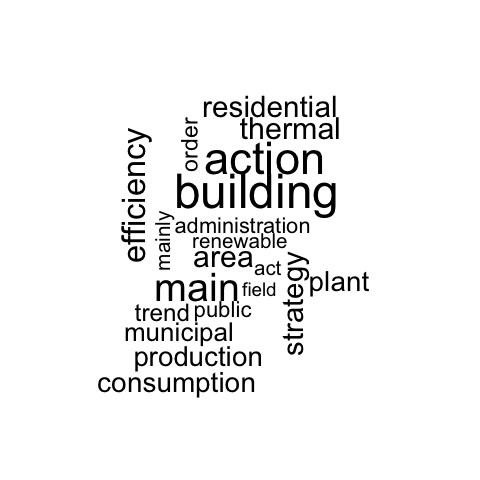 residential
thermal
order
action
efficiency
building
mainly
administration
renewable
area
act
strategy
plant
main
field
trend
public
municipal
production
consumption